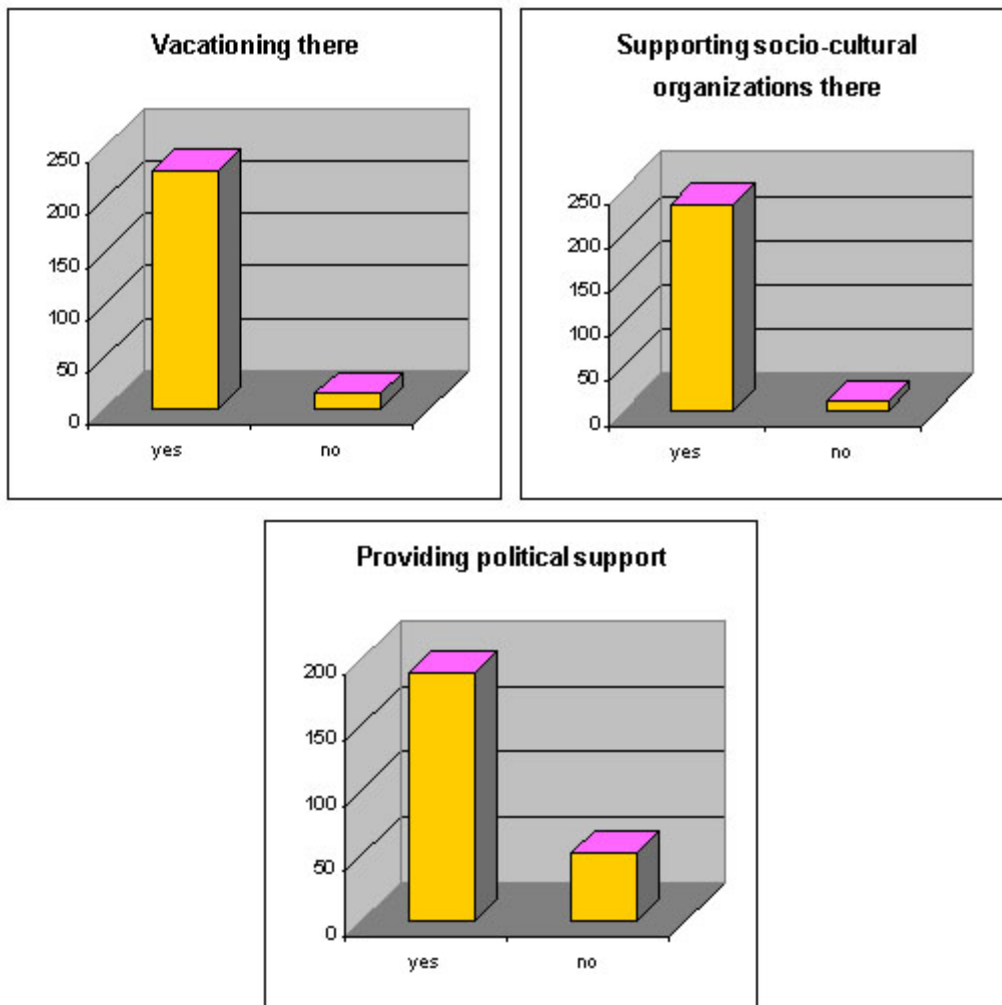 Vacationing there
250
200
150
100
50
0
yes no
Supporting socio-cultural
organizations there
250
200
150
100
50
0
yes no
Providing political support
200
150
100
50
0
yes no